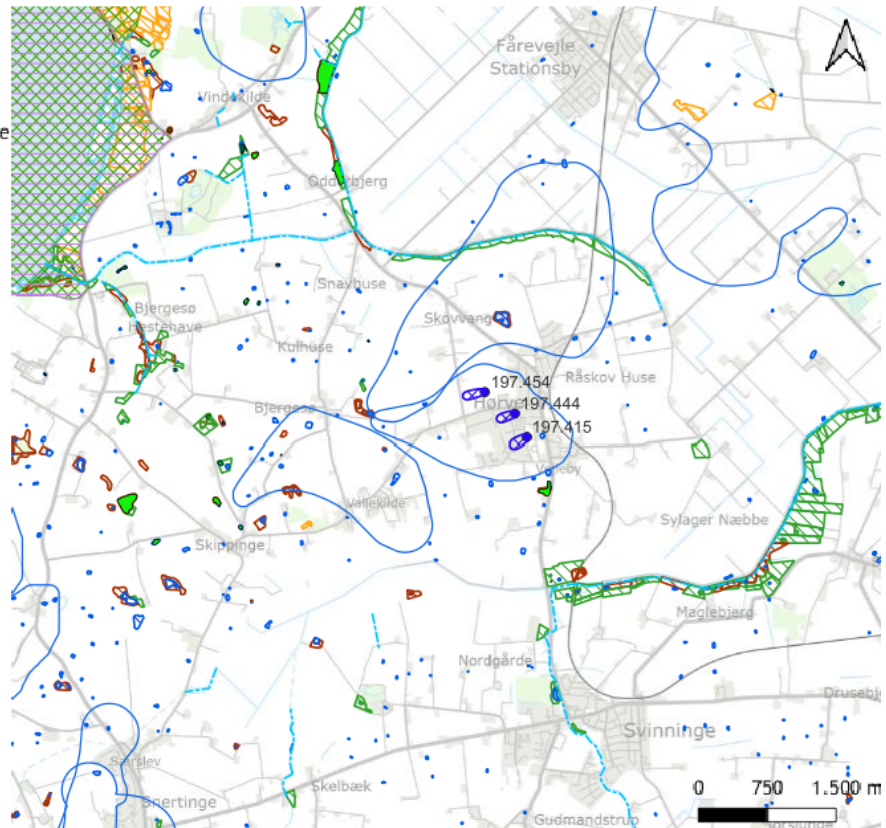 Fårevejle
Stationsby
Vindekilde
e
Odderbjerg
Snavhuse
Bjergesø
Hestehave
Skovvang
Kulhuse
Råskov Huse
197.454
Hørve
197.444
Bjergesø
197.415
Vallekilde
Sylager Næbbe
Skippinge
Maglebjerg
Nordgårde
Svinninge
Særslev
Skelbæk
0 750 1.500 m
Snertinge
Gudmandstrup